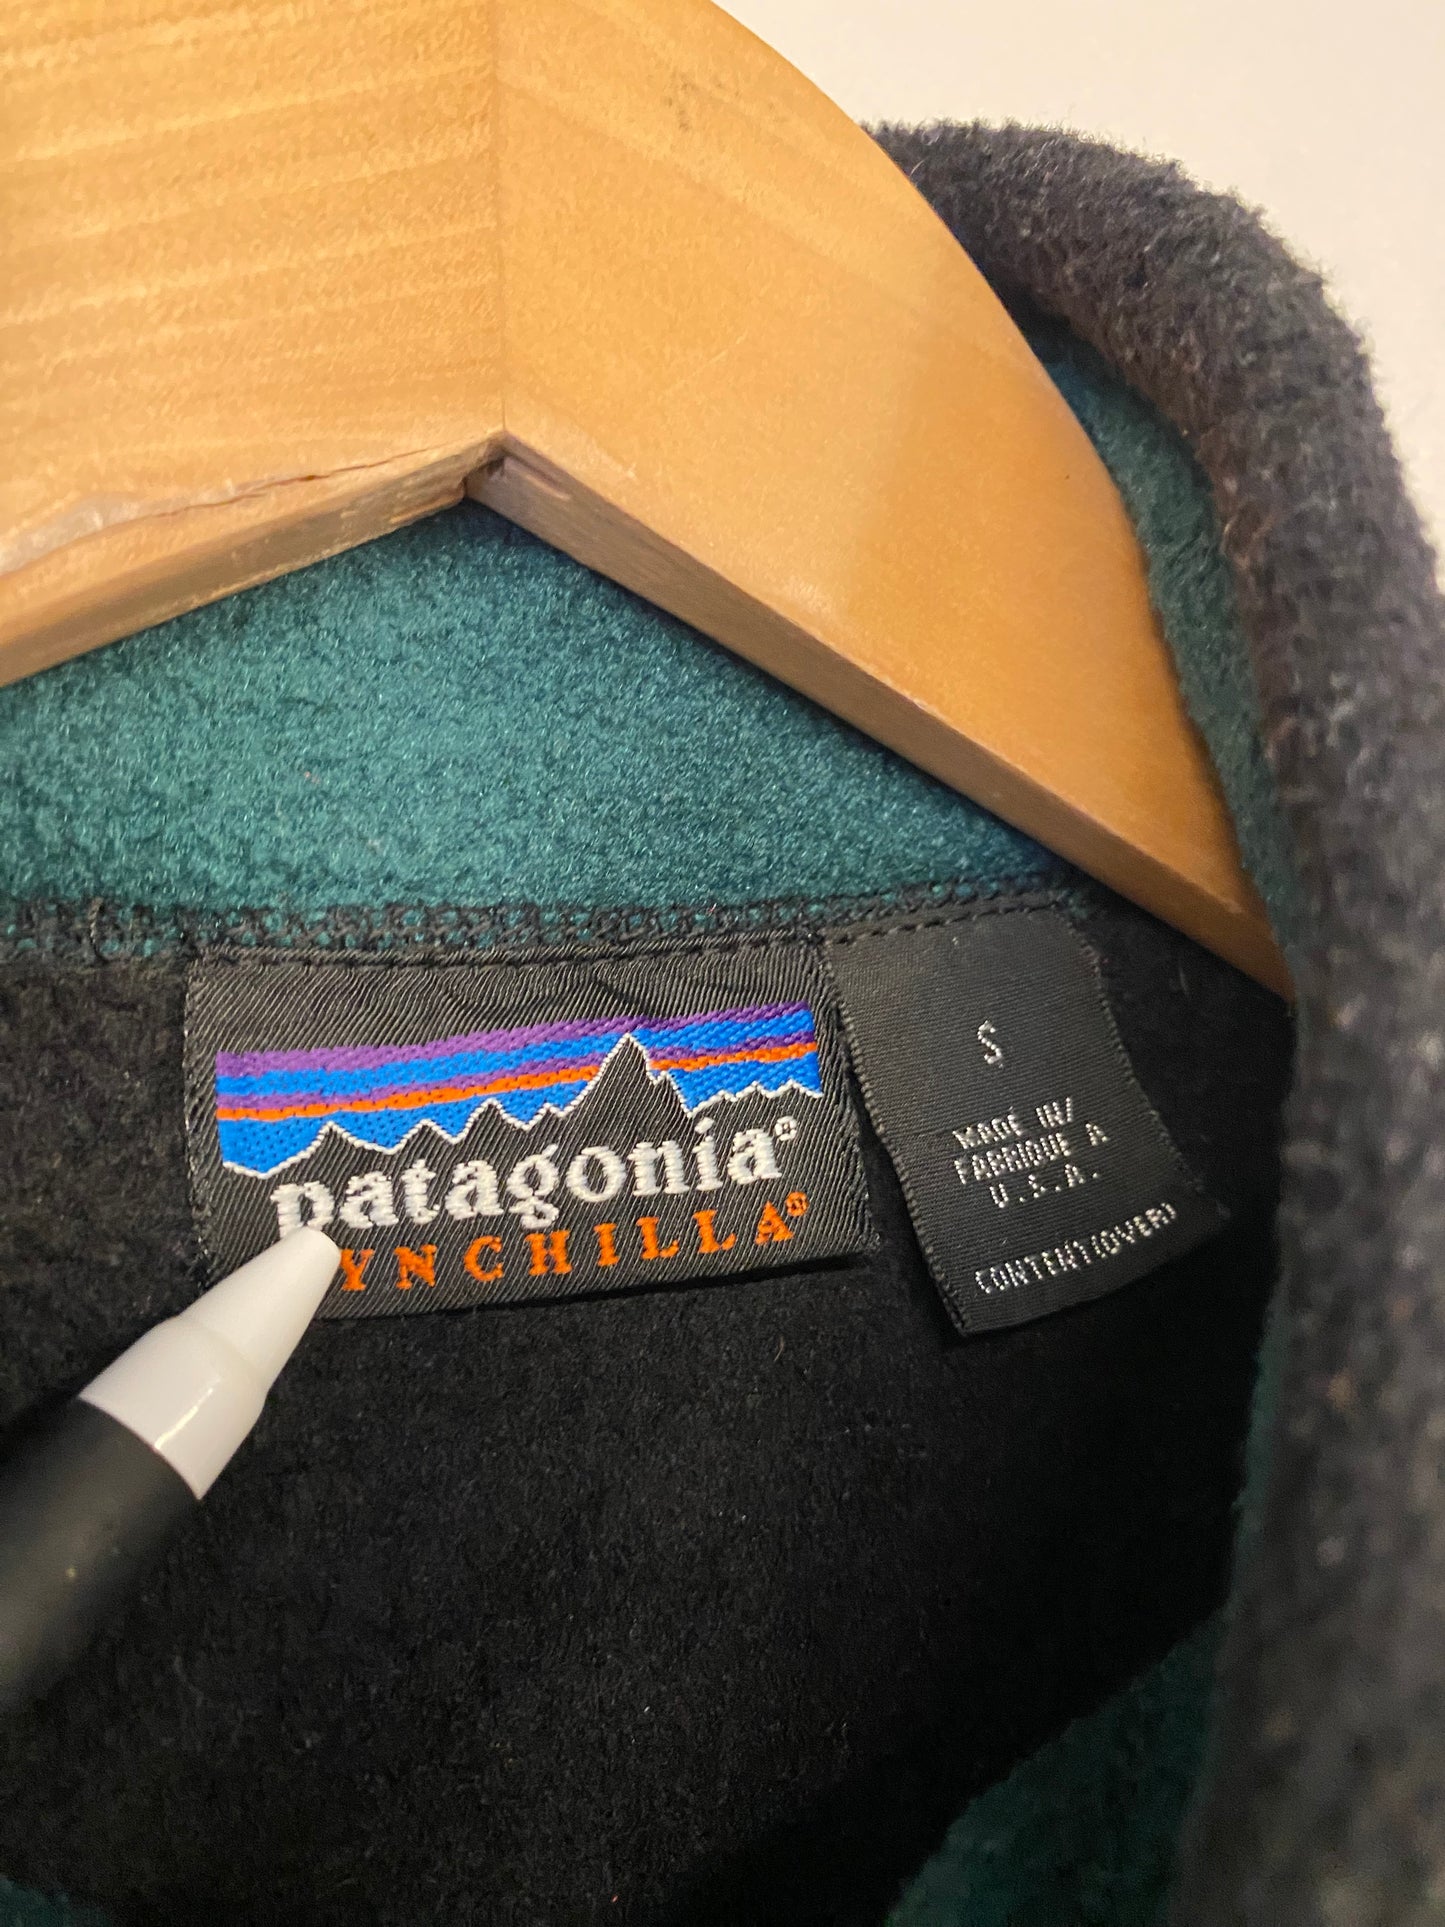 patagonia®
YNCHILLA®
S
MADE IN/
FABRIQUE A
U.S.A.
CONTENT (OVER)